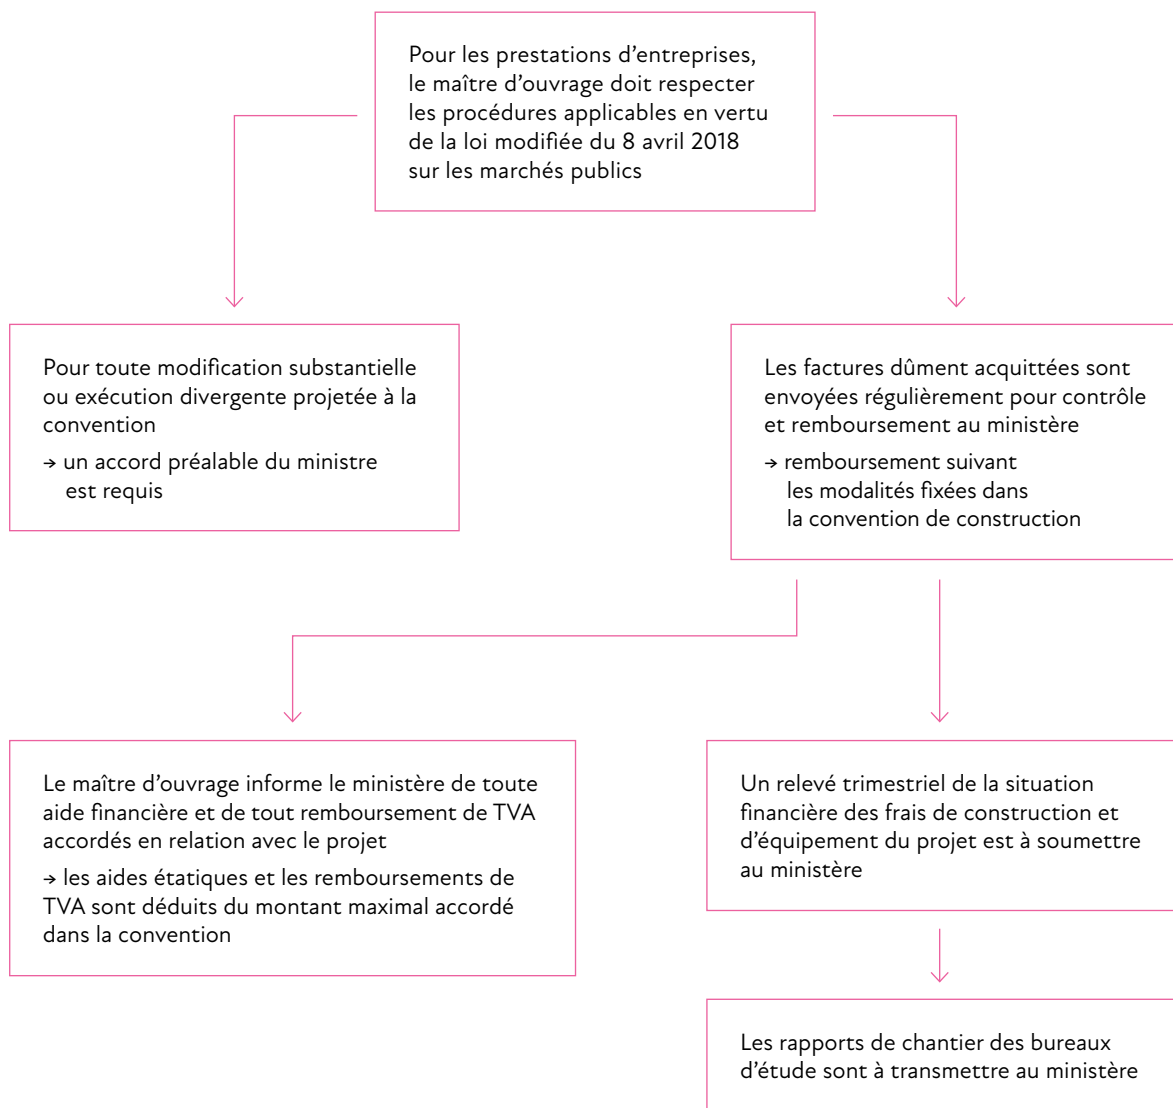 Pour les prestations d’entreprises,
le maître d’ouvrage doit respecter
les procédures applicables en vertu
de la loi modifiée du 8 avril 2018
sur les marchés publics
Pour toute modification substantielle
ou exécution divergente projetée à la
convention
→ un accord préalable du ministre
est requis
Les factures dûment acquittées sont
envoyées régulièrement pour contrôle
et remboursement au ministère
→ remboursement suivant
les modalités fixées dans
la convention de construction
Le maître d’ouvrage informe le ministère de toute
aide financière et de tout remboursement de TVA
accordés en relation avec le projet
→ les aides étatiques et les remboursements de
TVA sont déduits du montant maximal accordé
dans la convention
Un relevé trimestriel de la situation
financière des frais de construction et
d’équipement du projet est à soumettre
au ministère
Les rapports de chantier des bureaux
d’étude sont à transmettre au ministère